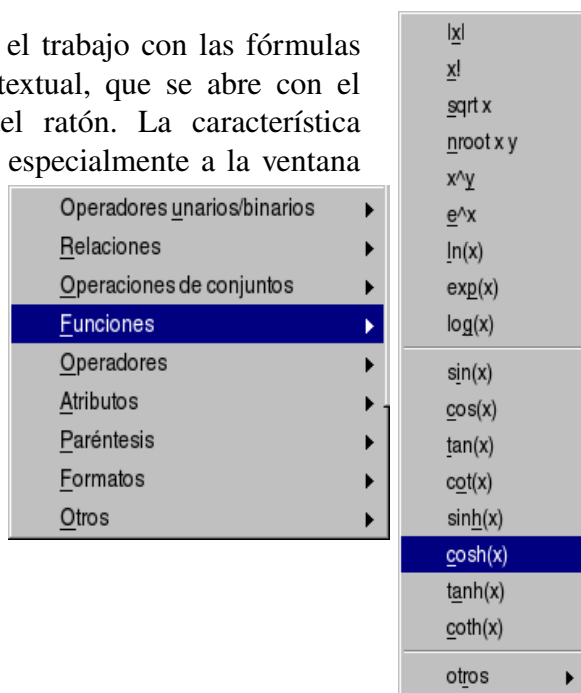 el trabajo con las fórmulas
textual, que se abre con el
el ratón. La característica
especialmente a la ventana
Operadores unarios/binarios
Relaciones
Operaciones de conjuntos
Funciones
Operadores
Atributos
Paréntesis
Formatos
Otros
|x|
x!
sqrt x
nroot x y
x^y
e^x
ln(x)
exp(x)
log(x)
sin(x)
cos(x)
tan(x)
cot(x)
sinh(x)
cosh(x)
tanh(x)
coth(x)
otros